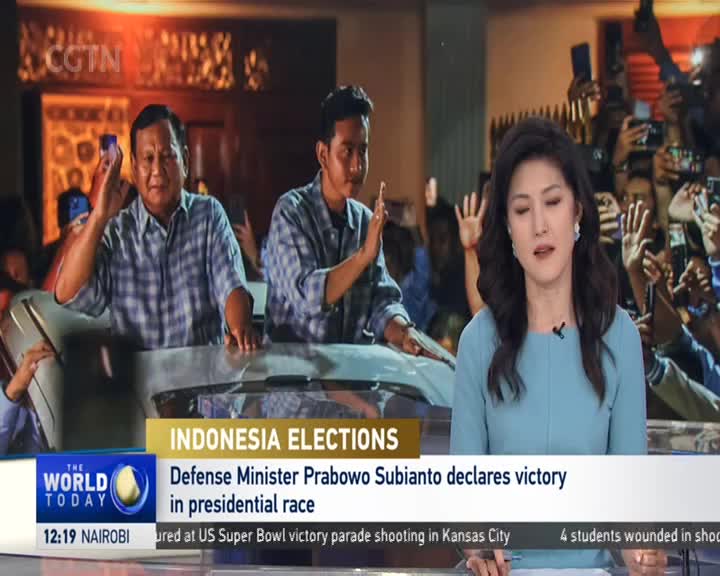 CGTN
INDONESIA ELECTIONS
THE
WORLD
TODAY
Defense Minister Prabowo Subianto declares victory
in presidential race
12:19 NAIROBI
ured at US Super Bowl victory parade shooting in Kansas City 4 students wounded in shoo